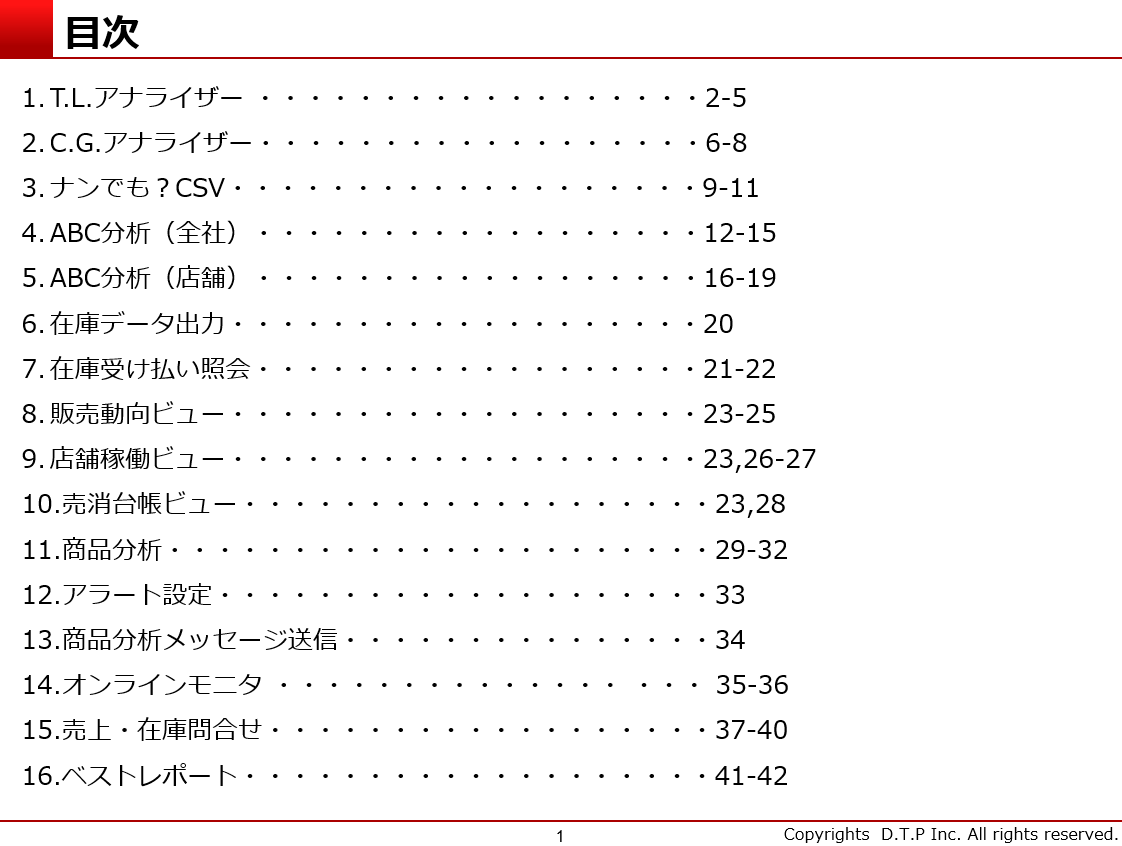 目次
1. T.L.アナライザー ・・・・・・・・・・・・・・・・・・2-5
2. C.G.アナライザー・・・・・・・・・・・・・・・・・・6-8
3. ナンでも？CSV・・・・・・・・・・・・・・・・・・・9-11
4. ABC分析（全社）・・・・・・・・・・・・・・・・・・12-15
5. ABC分析（店舗）・・・・・・・・・・・・・・・・・・16-19
6. 在庫データ出力・・・・・・・・・・・・・・・・・・・20
7. 在庫受け払い照会・・・・・・・・・・・・・・・・・・21-22
8. 販売動向ビュー・・・・・・・・・・・・・・・・・・・23-25
9. 店舗稼働ビュー・・・・・・・・・・・・・・・・・・・23,26-27
10.売消台帳ビュー・・・・・・・・・・・・・・・・・・・23,28
11.商品分析・・・・・・・・・・・・・・・・・・・・・・29-32
12.アラート設定・・・・・・・・・・・・・・・・・・・・33
13.商品分析メッセージ送信・・・・・・・・・・・・・・・34
14.オンラインモニタ ・・・・・・・・・・・・・・ ・・・ 35-36
15.売上・在庫問合せ・・・・・・・・・・・・・・・・・・37-40
16.ベストレポート・・・・・・・・・・・・・・・・・・・41-42
1
Copyrights D.T.P Inc. All rights reserved.